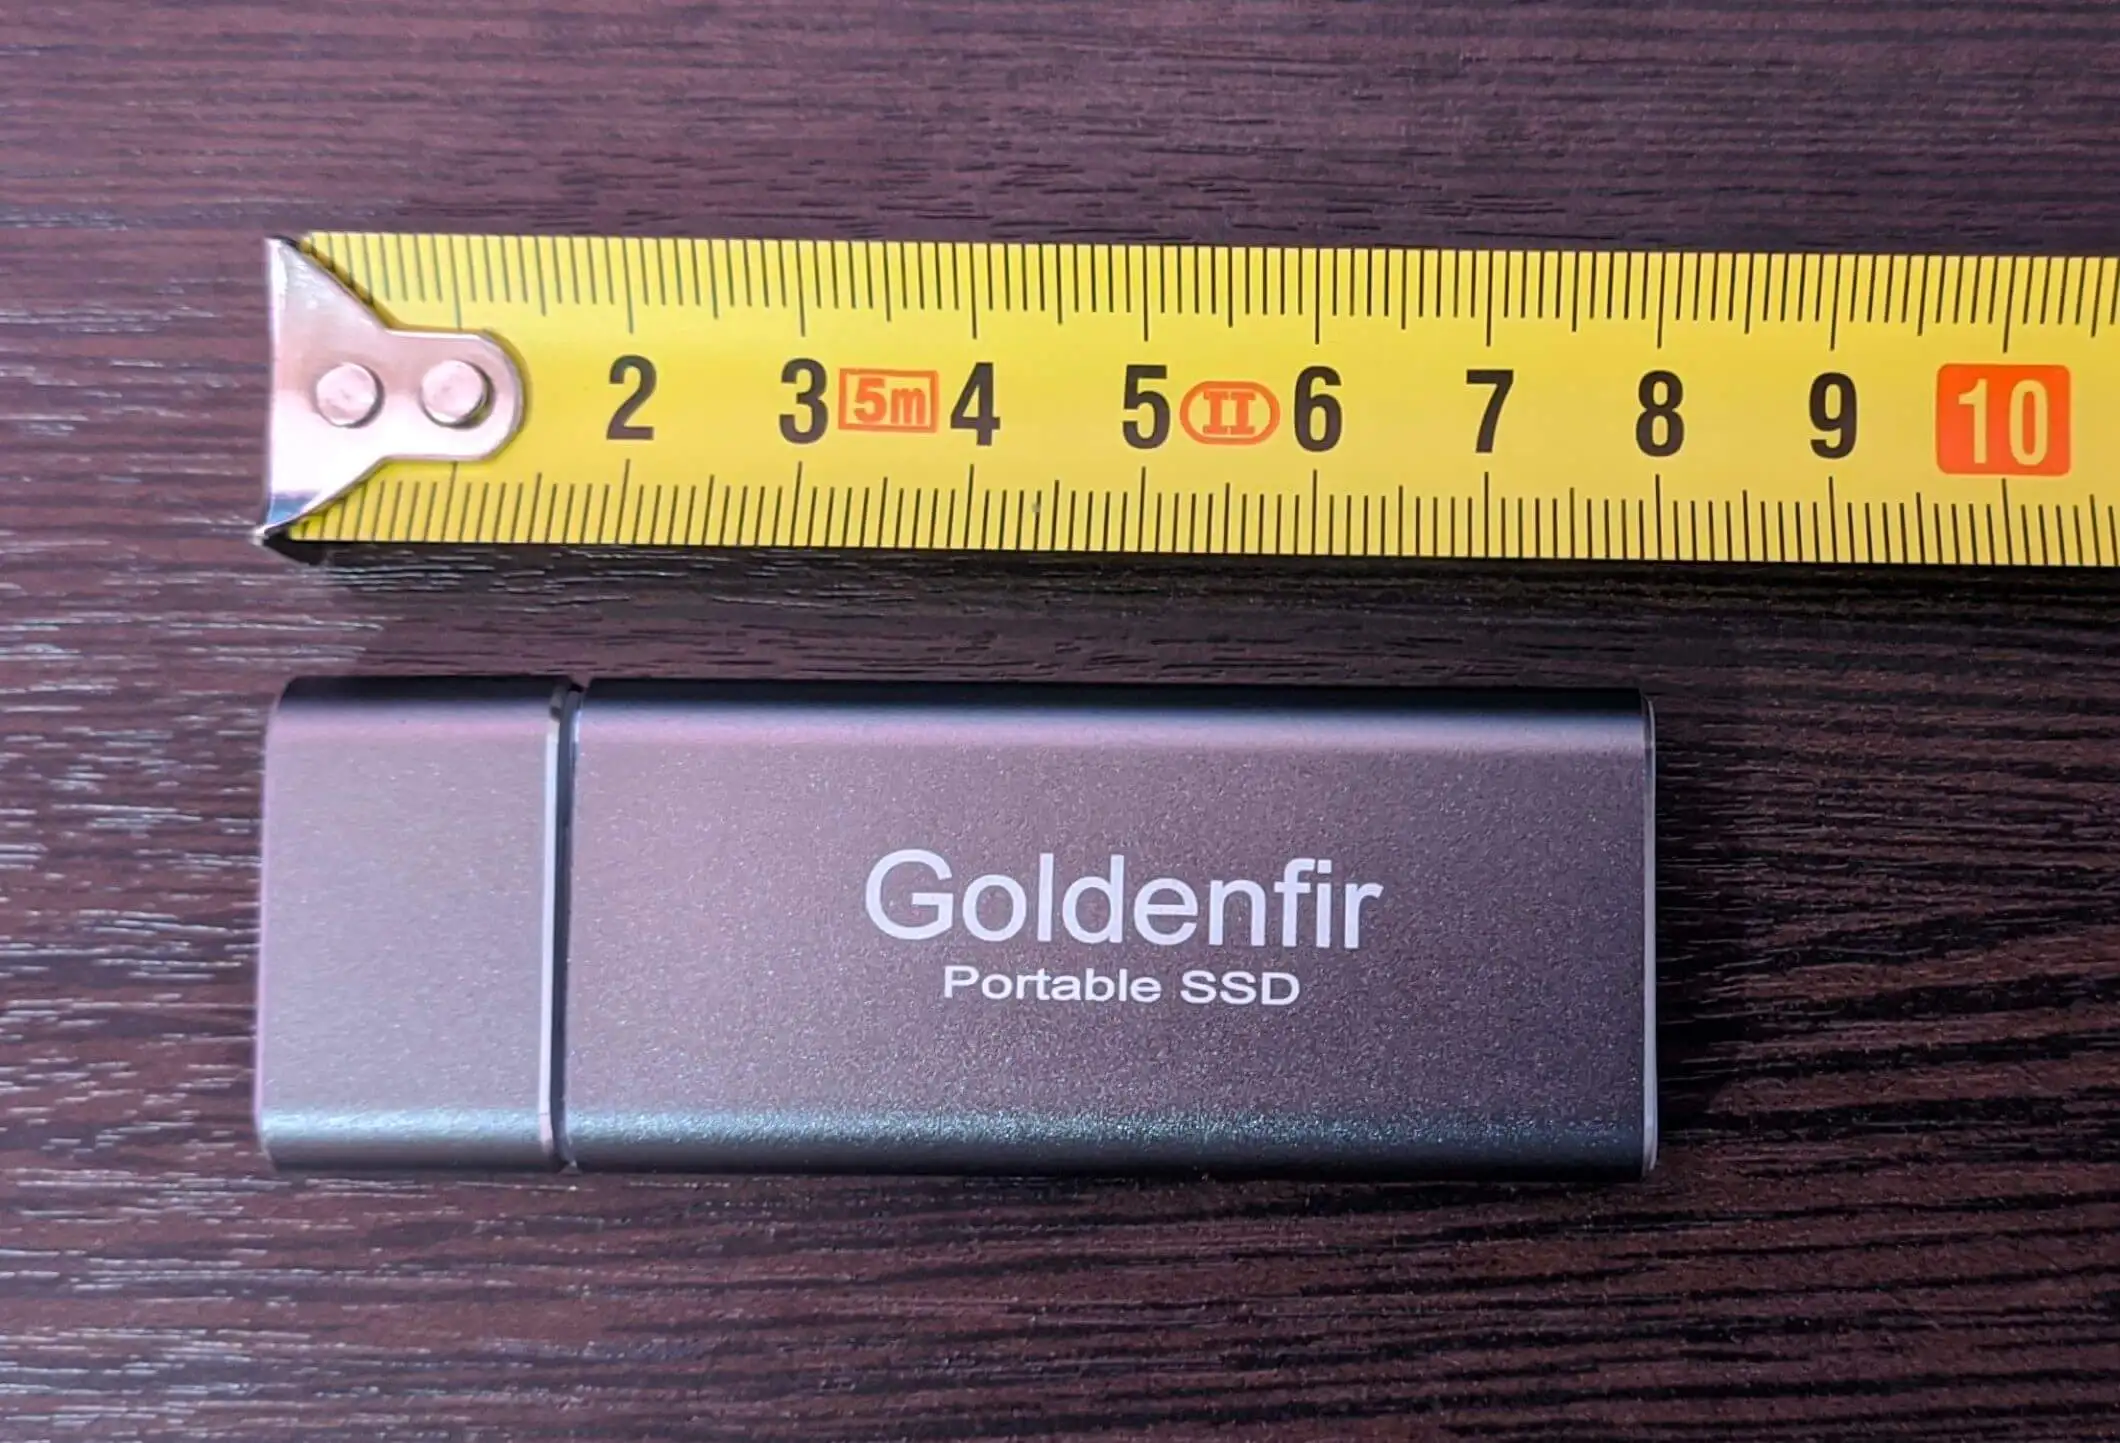 2 3 5m 4 5 II 6 7 8 9 10
Goldenfir
Portable SSD